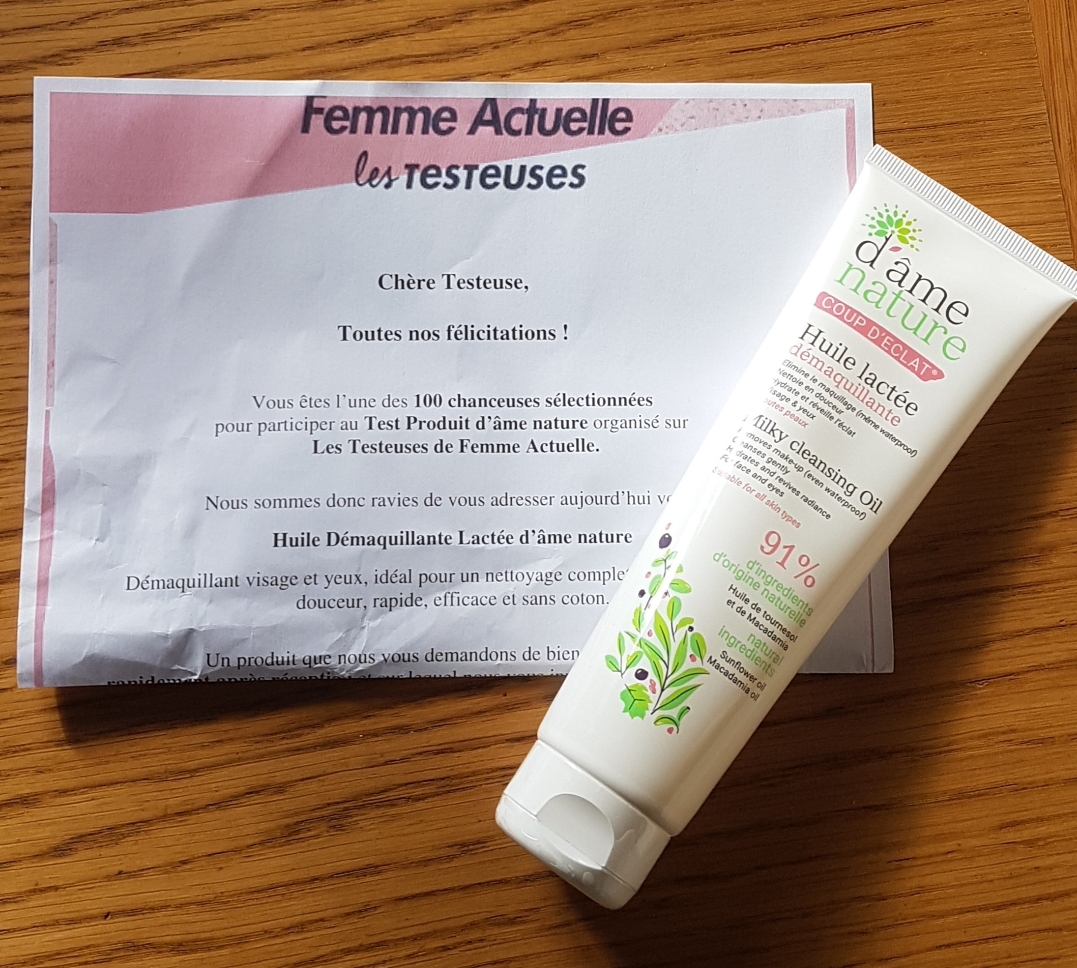 Femme Actuelle
les TESTEUSES
Chère Testeuse,
Toutes nos félicitations !
Vous êtes l'une des 100 chanceuses sélectionnées
pour participer au Test Produit d'âme nature organisé sur
Les Testeuses de Femme Actuelle.
Nous sommes donc ravies de vous adresser aujourd'hui
Huile Démaquillante Lactée d'âme nature
Démaquillant visage et yeux, idéal pour un nettoyage
douceur, rapide, efficace et sans coton.
Un produit que nous vous demandons de bien
d'âme
nature
COUP D'ECLAT®
Huile lactée
démaquillante
Elimine le maquillage (même waterproof)
Nettoie en douceur
Hydrate et réveille l'éclat
Visage & yeux
peaux
Milky cleansing Oil
Removes make-up (even waterproof)
Cleanses gently
Hydrates and revives radiance
For face and eyes
Suitable for all skin types
91%
d'ingrédients
d'origine naturelle
Huile de tournesol
et de Macadamia
natural
ingredients
Sunflower oil
Macadamia oil